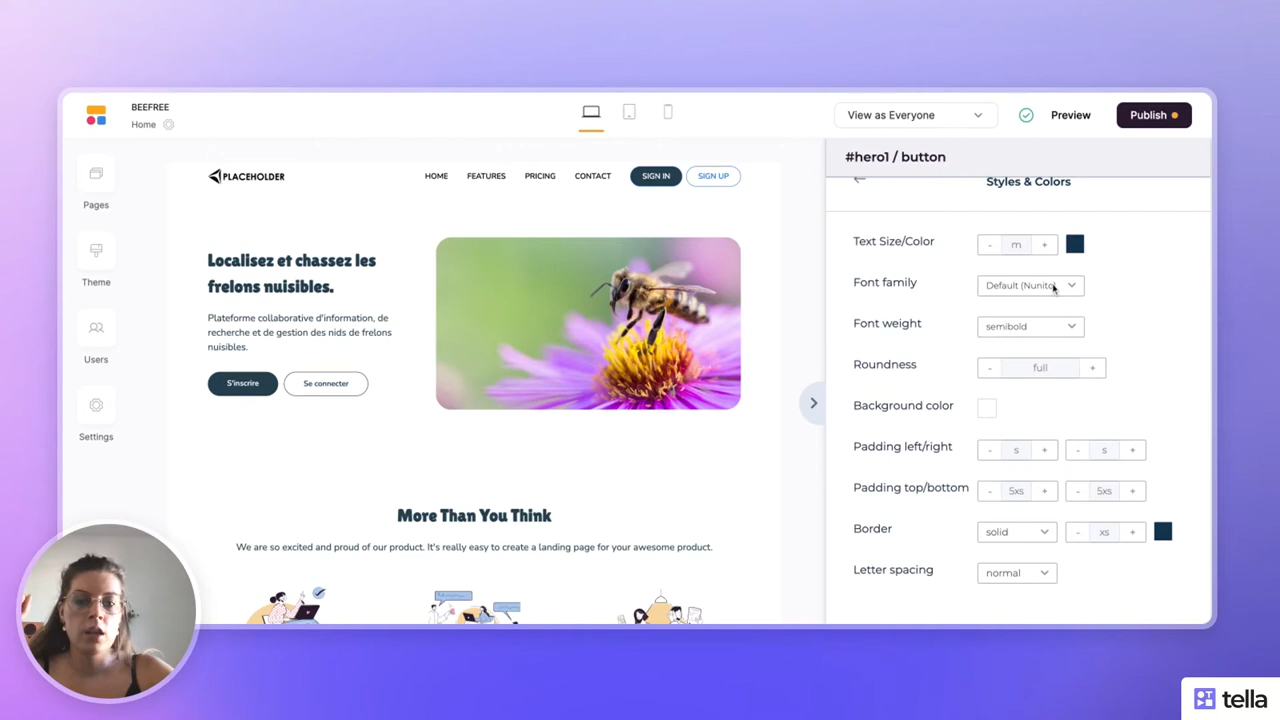 BEEFREE
Home
View as Everyone
Preview
Publish
Pages
Theme
Users
Settings
PLACEHOLDER
HOME
FEATURES
PRICING
CONTACT
SIGN IN
SIGN UP
Localisez et chassez les
frelons nuisibles.
Plateforme collaborative d'information, de
recherche et de gestion des nids de frelons
nuisibles.
S'inscrire
Se connecter
More Than You Think
We are so excited and proud of our product. It's really easy to create a landing page for your awesome product.
#hero1 / button
Styles & Colors
Text Size/Color
- m +
Font family
Default (Nunito)
Font weight
semibold
Roundness
- full +
Background color
Padding left/right
- s + - s +
Padding top/bottom
- 5xs + - 5xs +
Border
solid - xs +
Letter spacing
normal
tella